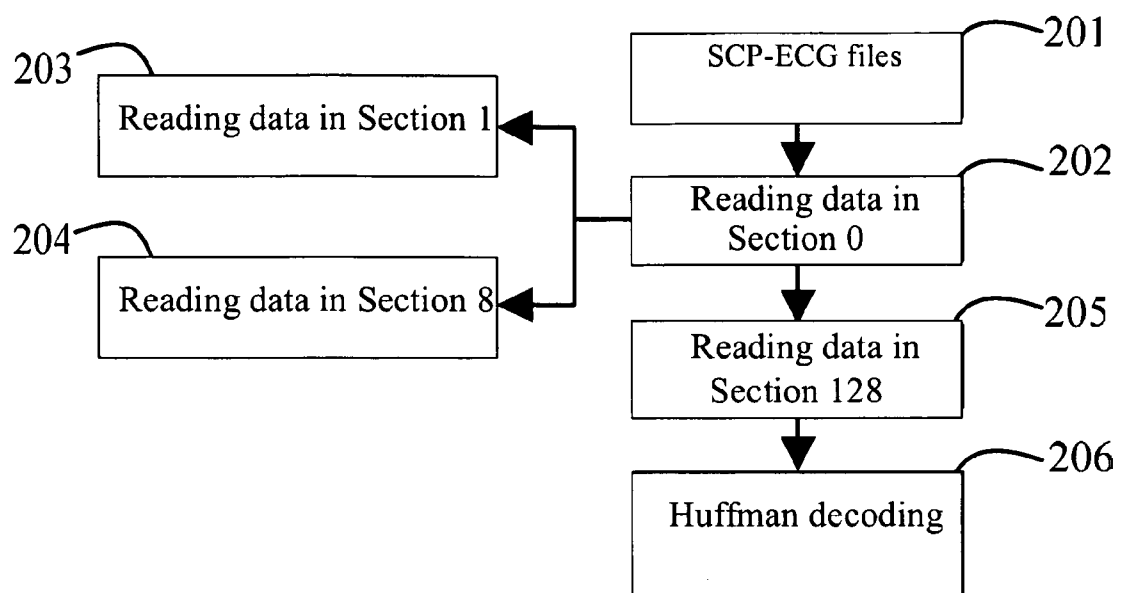 201
SCP-ECG files
203
Reading data in Section 1
202
Reading data in
Section 0
204
Reading data in Section 8
205
Reading data in
Section 128
206
Huffman decoding